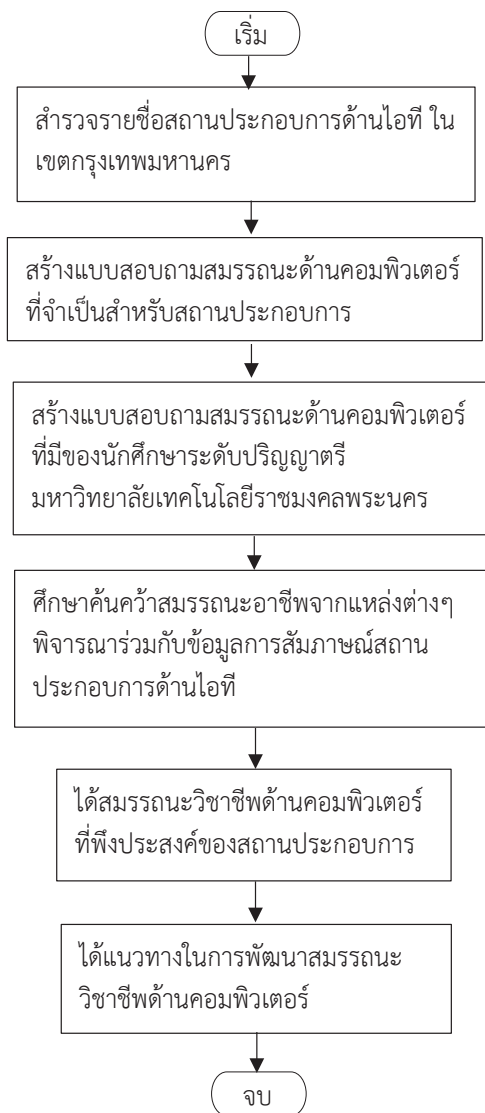 เริ่ม
สำรวจรายชื่อสถานประกอบการด้านไอที ใน
เขตกรุงเทพมหานคร
สร้างแบบสอบถามสมรรถนะด้านคอมพิวเตอร์
ที่จำเป็นสำหรับสถานประกอบการ
สร้างแบบสอบถามสมรรถนะด้านคอมพิวเตอร์
ที่มีของนักศึกษาระดับปริญญาตรี
มหาวิทยาลัยเทคโนโลยีราชมงคลพระนคร
ศึกษาค้นคว้าสมรรถนะอาชีพจากแหล่งต่างๆ
พิจารณาร่วมกับข้อมูลการสัมภาษณ์สถาน
ประกอบการด้านไอที
ได้สมรรถนะวิชาชีพด้านคอมพิวเตอร์
ที่พึงประสงค์ของสถานประกอบการ
ได้แนวทางในการพัฒนาสมรรถนะ
วิชาชีพด้านคอมพิวเตอร์
จบ